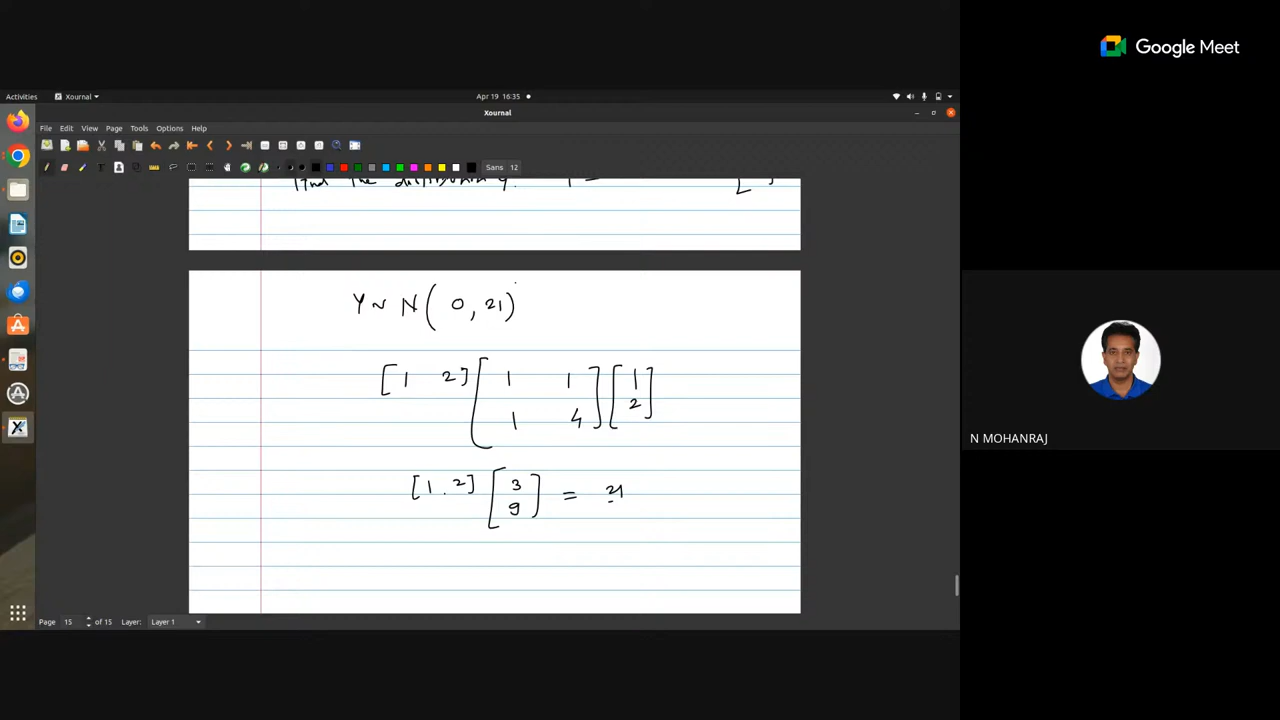 Google Meet
Activities Xournal Apr 19 16:35
Xournal
File Edit View Page Tools Options Help
Sans 12
Find The
Y ~ N ( 0 , 21 )
[ 1 2 ] [ 1 1 ] [ 1 ]
[ 1 4 ] [ 2 ]
[ 1 . 2 ] [ 3 ] = 21
[ 9 ]
N MOHANRAJ
Page 15 of 15 Layer: Layer 1